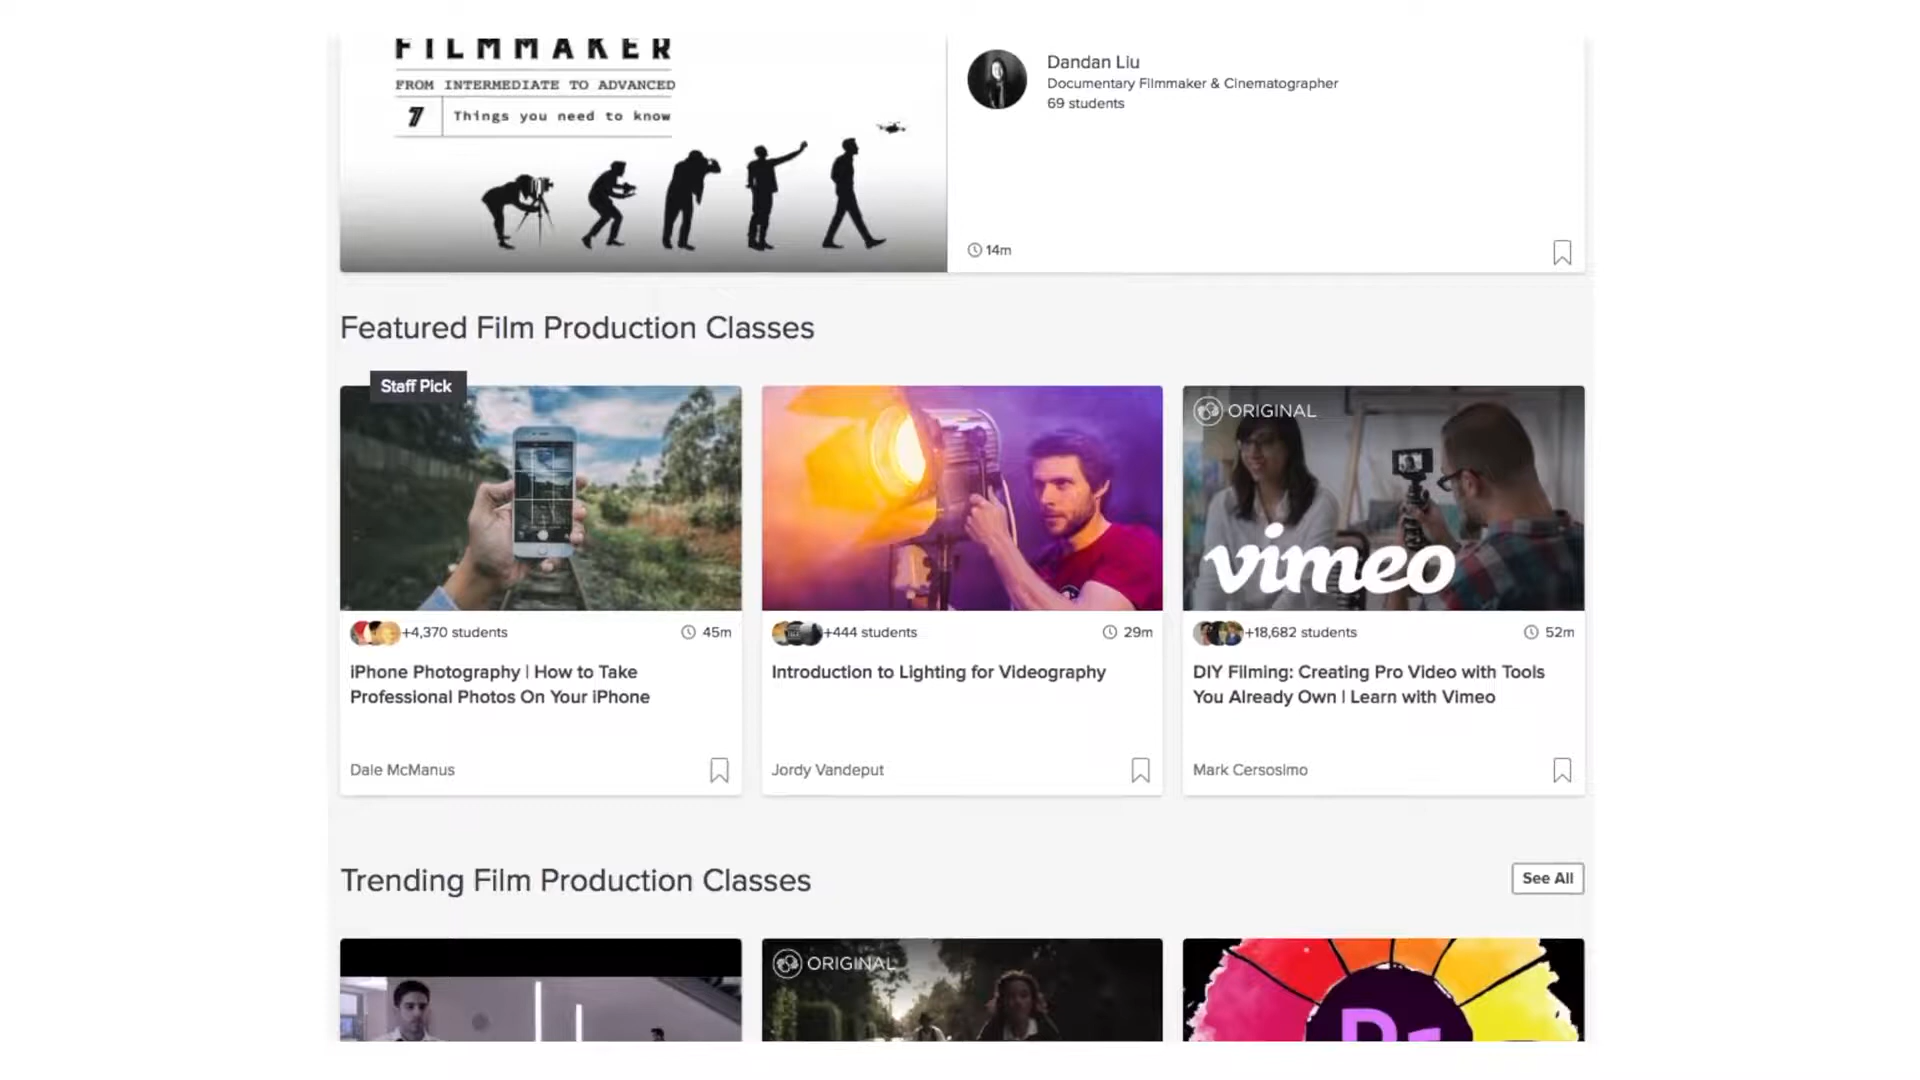 FILMMAKER
FROM INTERMEDIATE TO ADVANCED
7 Things you need to know
Dandan Liu
Documentary Filmmaker & Cinematographer
69 students
14m
Featured Film Production Classes
Staff Pick
ORIGINAL
vimeo
+4,370 students 45m
+444 students 29m
+18,682 students 52m
iPhone Photography | How to Take
Professional Photos On Your iPhone
Introduction to Lighting for Videography
DIY Filming: Creating Pro Video with Tools
You Already Own | Learn with Vimeo
Dale McManus
Jordy Vandeput
Mark Cersosimo
Trending Film Production Classes
See All
ORIGINAL
Pr